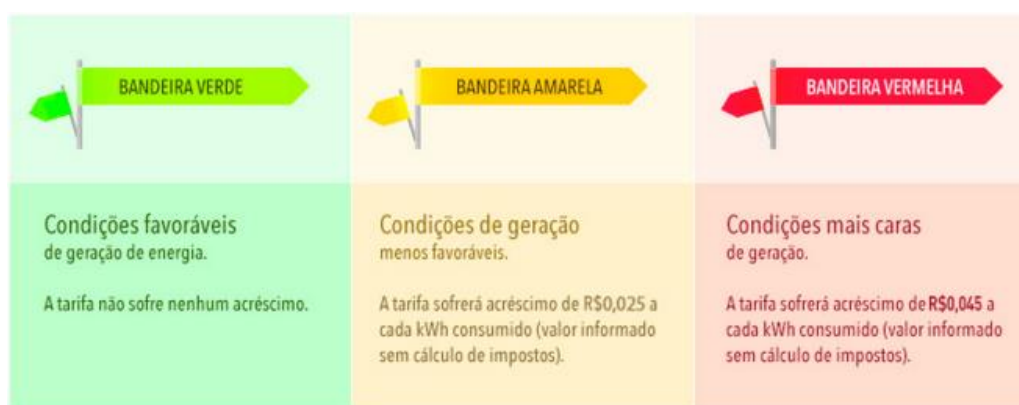 BANDEIRA VERDE
Condições favoráveis
de geração de energia.
A tarifa não sofre nenhum acréscimo.
BANDEIRA AMARELA
Condições de geração
menos favoráveis.
A tarifa sofrerá acréscimo de R$0,025 a
cada kWh consumido (valor informado
sem cálculo de impostos).
BANDEIRA VERMELHA
Condições mais caras
de geração.
A tarifa sofrerá acréscimo de R$0,045 a
cada kWh consumido (valor informado
sem cálculo de impostos).